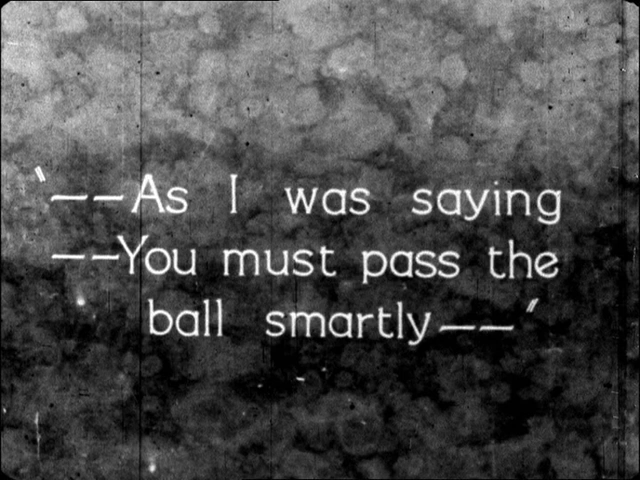 "——As I was saying
——You must pass the
ball smartly——"